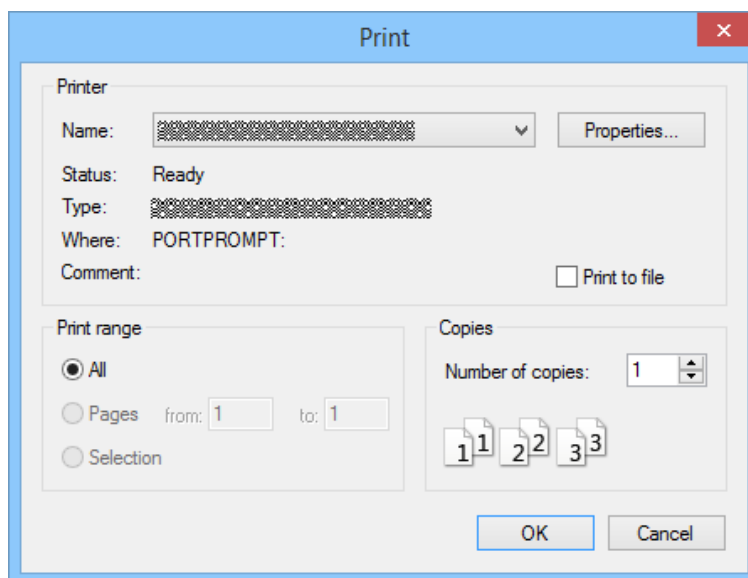 Print
Printer
Name:
Properties...
Status: Ready
Type:
Where: PORTPROMPT:
Comment:
Print to file
Print range
All
Pages from: 1 to: 1
Selection
Copies
Number of copies: 1
1 1 2 2 3 3
OK Cancel